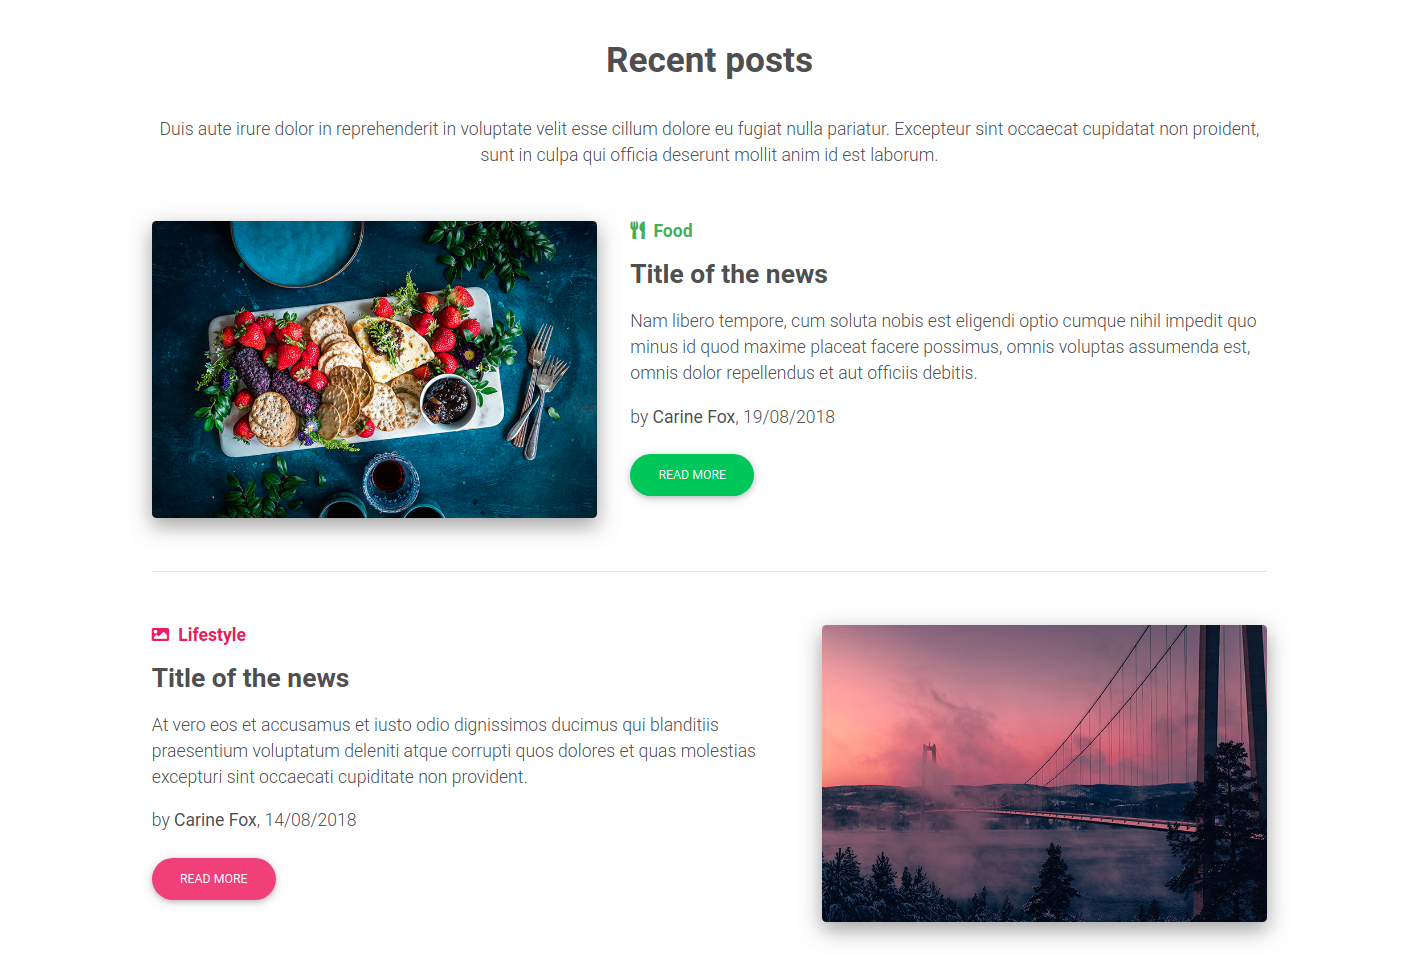 Recent posts
Duis aute irure dolor in reprehenderit in voluptate velit esse cillum dolore eu fugiat nulla pariatur. Excepteur sint occaecat cupidatat non proident,
sunt in culpa qui officia deserunt mollit anim id est laborum.
Food
Title of the news
Nam libero tempore, cum soluta nobis est eligendi optio cumque nihil impedit quo
minus id quod maxime placeat facere possimus, omnis voluptas assumenda est,
omnis dolor repellendus et aut officiis debitis.
by Carine Fox, 19/08/2018
READ MORE
Lifestyle
Title of the news
At vero eos et accusamus et iusto odio dignissimos ducimus qui blanditiis
praesentium voluptatum deleniti atque corrupti quos dolores et quas molestias
excepturi sint occaecati cupiditate non provident.
by Carine Fox, 14/08/2018
READ MORE